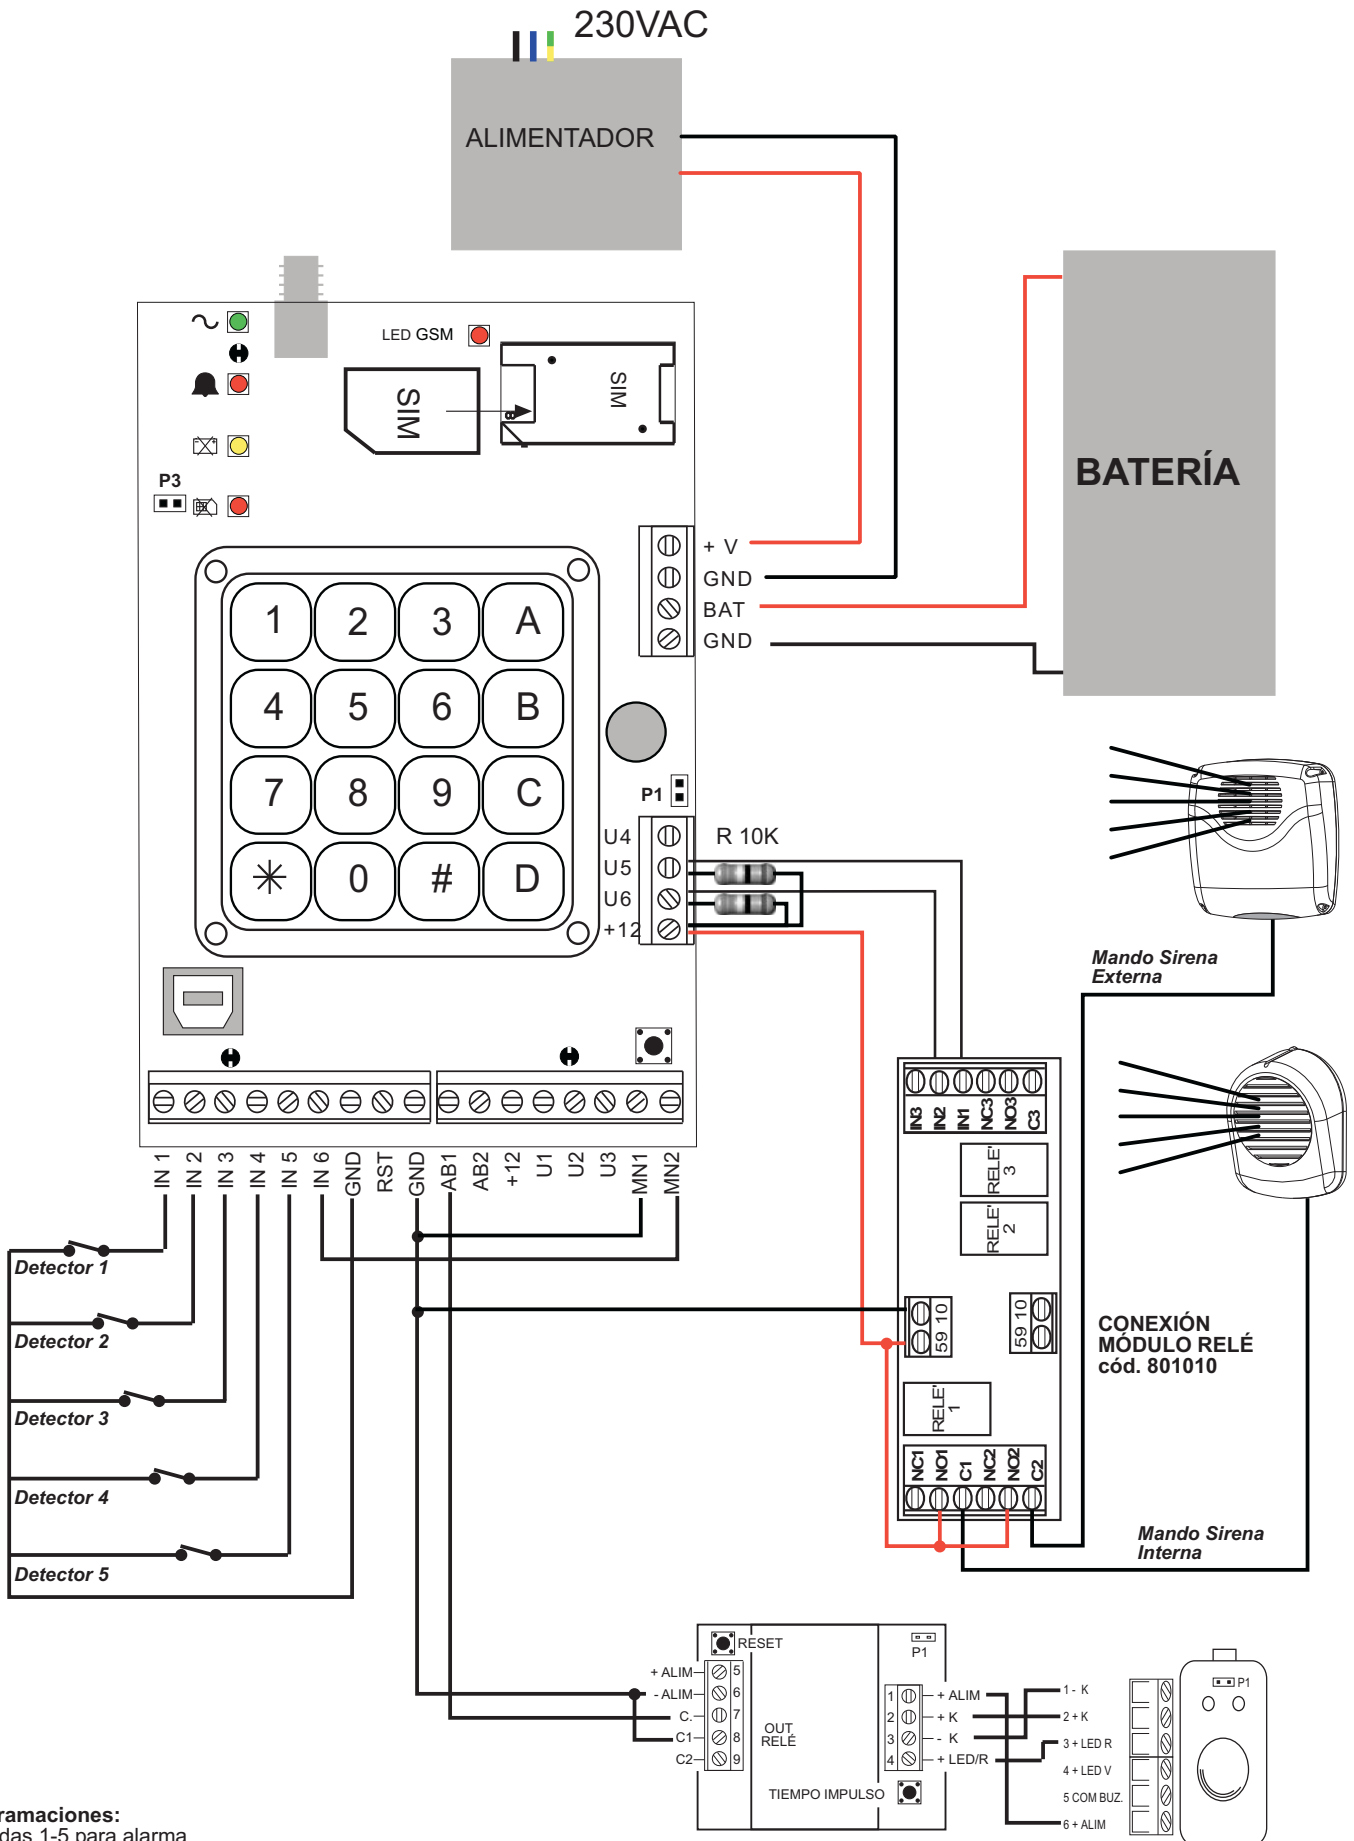 230VAC
ALIMENTADOR
LED GSM
SIM
SIM
P3
BATERÍA
+ V
GND
BAT
GND
1 2 3 A
4 5 6 B
7 8 9 C
* 0 # D
P1
U4
R 10K
U5
U6
+12
Mando Sirena
Externa
IN3 IN2 IN1 NC3 NO3 C3
RELE' 3
RELE' 2
IN 1 IN 2 IN 3 IN 4 IN 5 IN 6 GND RST GND AB1 AB2 +12 U1 U2 U3 MN1 MN2
Detector 1
Detector 2
Detector 3
Detector 4
Detector 5
59 10
59 10
CONEXIÓN
MÓDULO RELÉ
cód. 801010
RELE' 1
NC1 NO1 C1 NC2 NO2 C2
Mando Sirena
Interna
RESET
P1
+ ALIM 5
- ALIM 6
C. 7
C1 8
C2 9
OUT
RELÉ
1 + ALIM
2 + K
3 - K
4 + LED/R
TIEMPO IMPULSO
1 - K
2 + K
3 + LED R
4 + LED V
5 COM BUZ.
6 + ALIM
P1
ramaciones:
das 1-5 para alarma